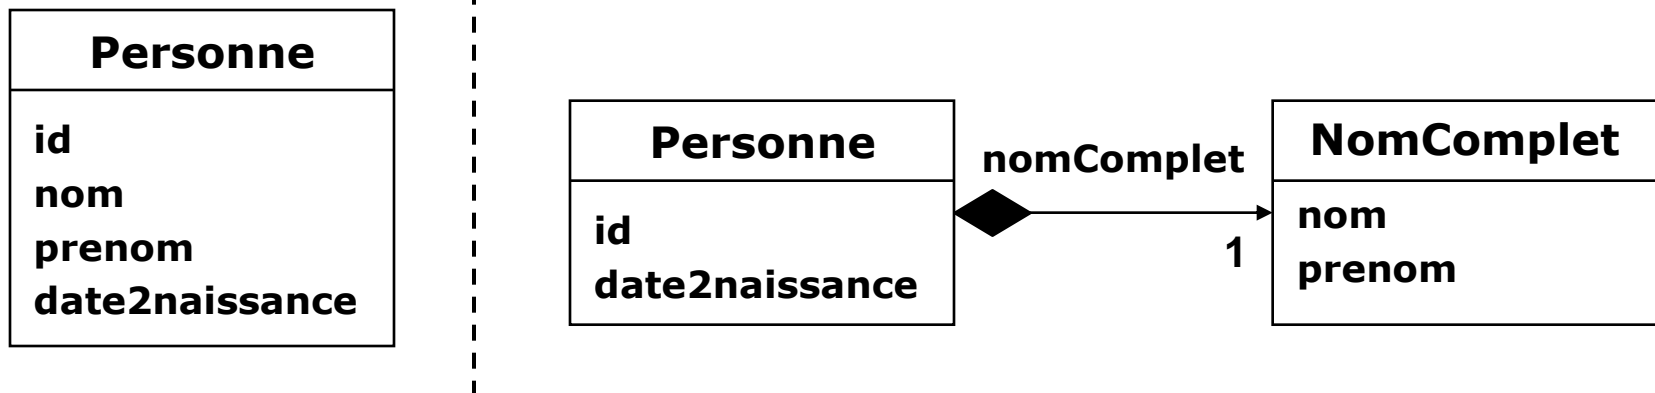 Personne
id
nom
prenom
date2naissance
Personne
id
date2naissance
nomComplet
1
NomComplet
nom
prenom